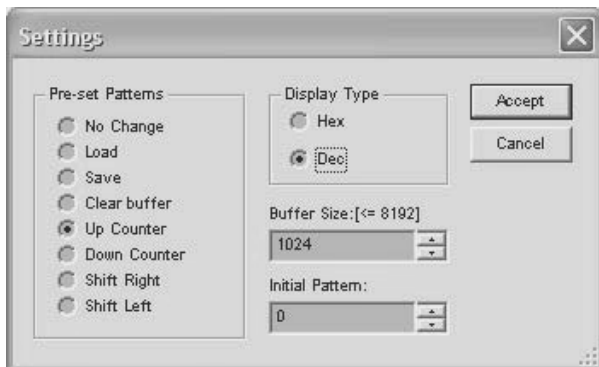 Settings
Pre-set Patterns
No Change
Load
Save
Clear buffer
Up Counter
Down Counter
Shift Right
Shift Left
Display Type
Hex
Dec
Buffer Size:[<= 8192]
1024
Initial Pattern:
0
Accept
Cancel